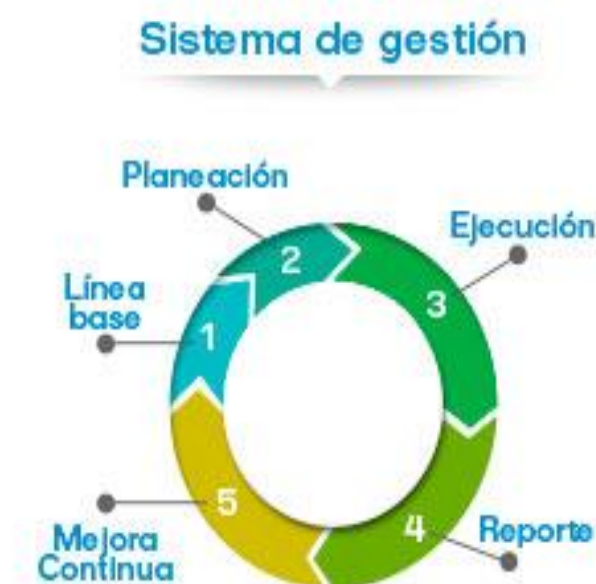 Sistema de gestión
Planeación
2
Ejecución
3
Línea
base
1
5
Mejora
Continua
4
Reporte